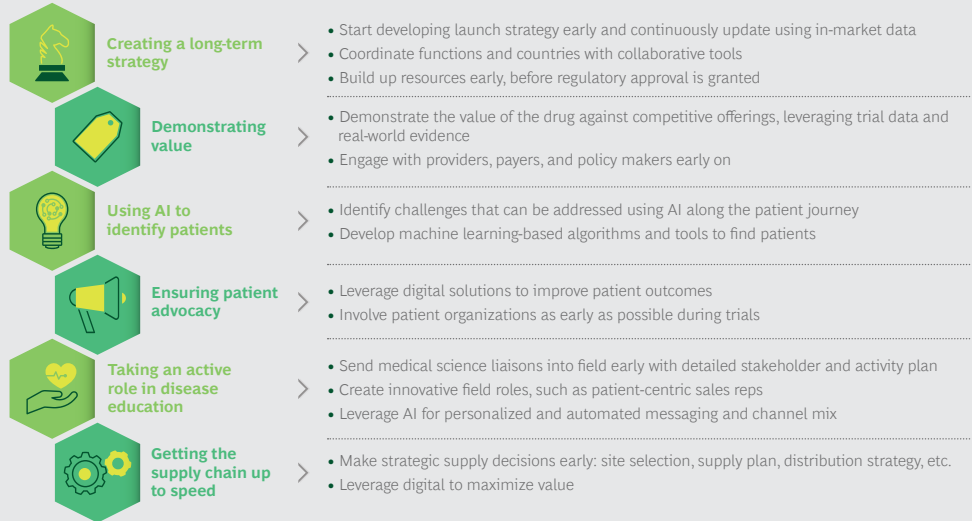 Creating a long-term
strategy
• Start developing launch strategy early and continuously update using in-market data
• Coordinate functions and countries with collaborative tools
• Build up resources early, before regulatory approval is granted
Demonstrating
value
• Demonstrate the value of the drug against competitive offerings, leveraging trial data and
real-world evidence
• Engage with providers, payers, and policy makers early on
Using AI to
identify patients
• Identify challenges that can be addressed using AI along the patient journey
• Develop machine learning-based algorithms and tools to find patients
Ensuring patient
advocacy
• Leverage digital solutions to improve patient outcomes
• Involve patient organizations as early as possible during trials
Taking an active
role in disease
education
• Send medical science liaisons into field early with detailed stakeholder and activity plan
• Create innovative field roles, such as patient-centric sales reps
• Leverage AI for personalized and automated messaging and channel mix
Getting the
supply chain up
to speed
• Make strategic supply decisions early: site selection, supply plan, distribution strategy, etc.
• Leverage digital to maximize value